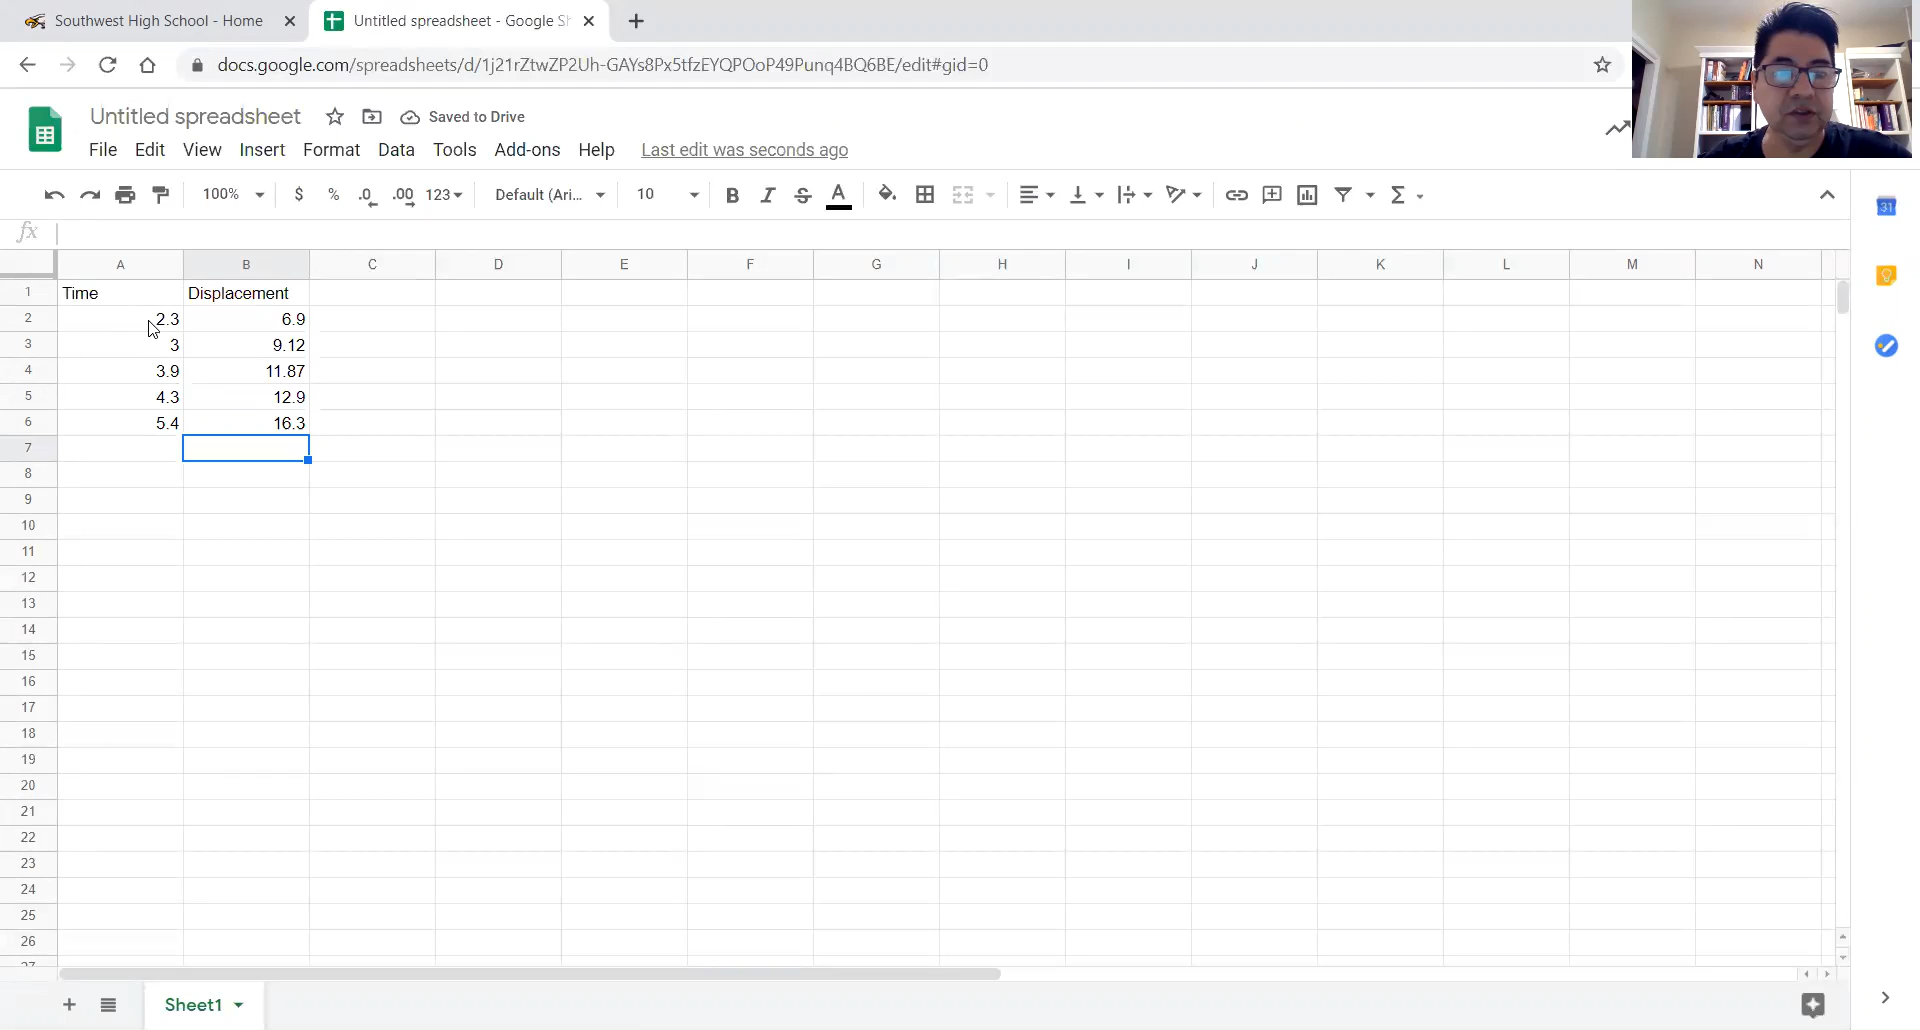 Southwest High School - Home
Untitled spreadsheet - Google Sh
docs.google.com/spreadsheets/d/1j21rZtwZP2Uh-GAYs8Px5tfzEYQPOoP49Punq4BQ6BE/edit#gid=0
Untitled spreadsheet Saved to Drive
File Edit View Insert Format Data Tools Add-ons Help Last edit was seconds ago
100% $ % .0 .00 123 Default (Ari... 10 B I S A Σ
fx
31
A B C D E F G H I J K L M N
1 Time Displacement
2 2.3 6.9
3 3 9.12
4 3.9 11.87
5 4.3 12.9
6 5.4 16.3
7
8
9
10
11
12
13
14
15
16
17
18
19
20
21
22
23
24
25
26
27
Sheet1